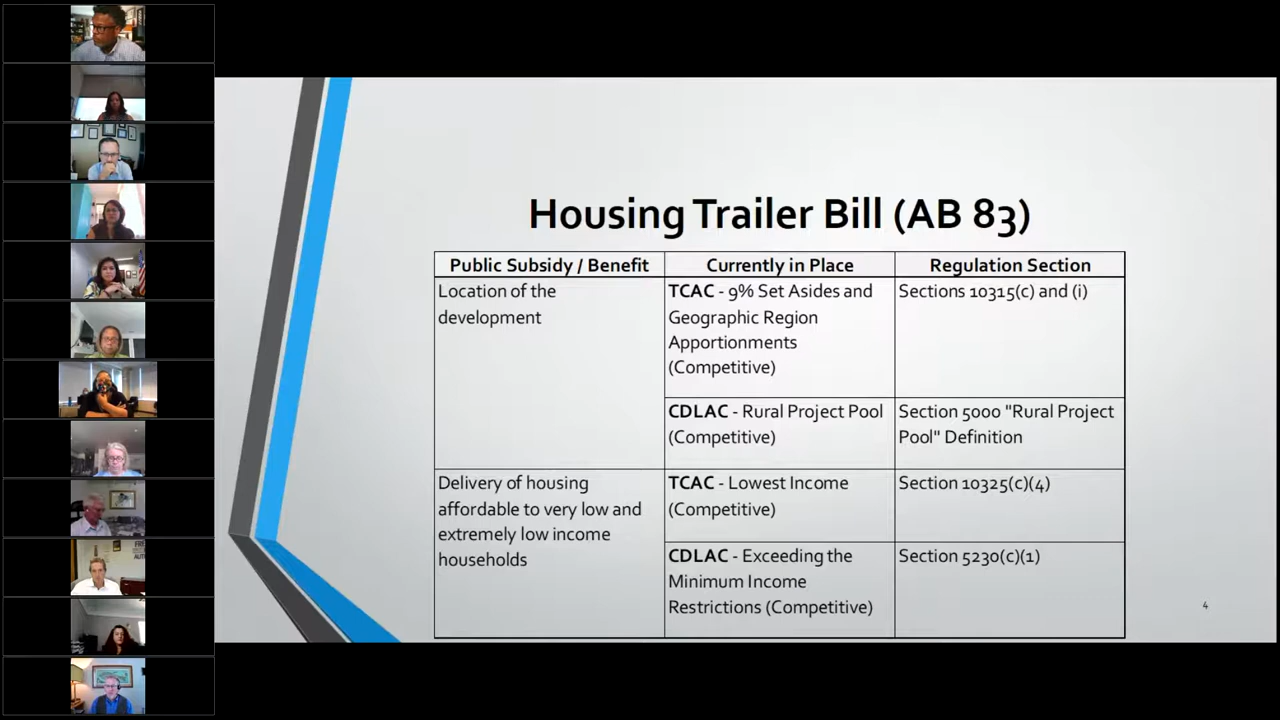 Housing Trailer Bill (AB 83)
Public Subsidy / Benefit
Currently in Place
Regulation Section
Location of the
development
TCAC - 9% Set Asides and
Geographic Region
Apportionments
(Competitive)
Sections 10315(c) and (i)
CDLAC - Rural Project Pool
(Competitive)
Section 5000 "Rural Project
Pool" Definition
Delivery of housing
affordable to very low and
extremely low income
households
TCAC - Lowest Income
(Competitive)
Section 10325(c)(4)
CDLAC - Exceeding the
Minimum Income
Restrictions (Competitive)
Section 5230(c)(1)
4